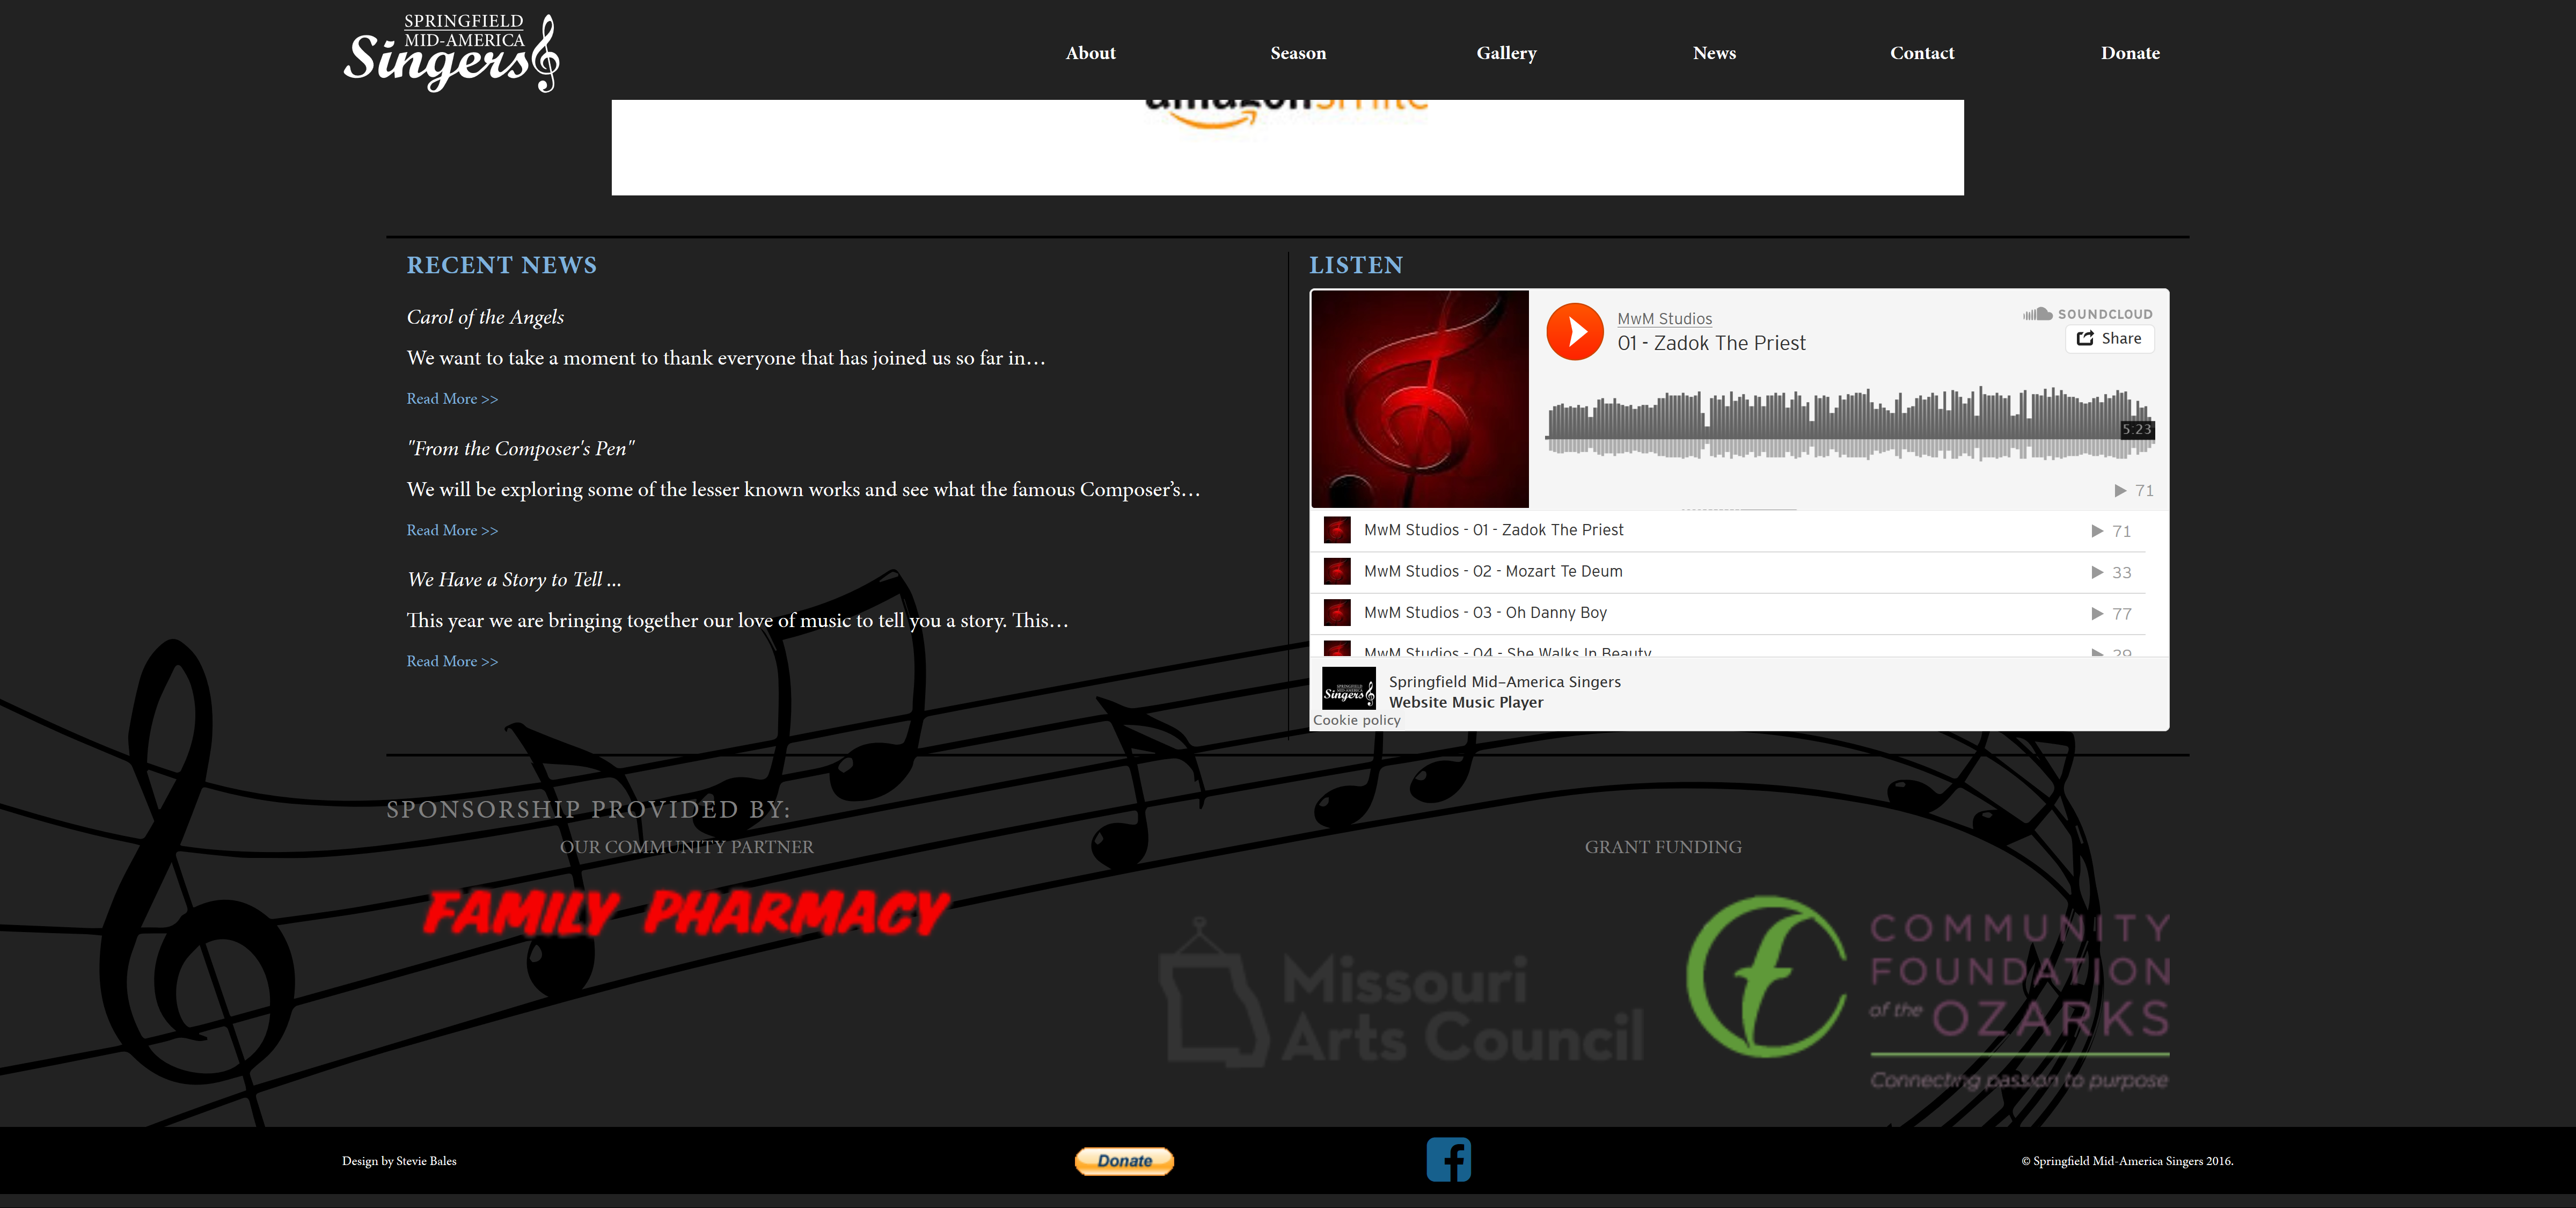 SPRINGFIELD
MID-AMERICA
Singers
About
Season
Gallery
News
Contact
Donate
amazonsmile
RECENT NEWS
Carol of the Angels
We want to take a moment to thank everyone that has joined us so far in…
Read More >>
"From the Composer's Pen"
We will be exploring some of the lesser known works and see what the famous Composer’s…
Read More >>
We Have a Story to Tell ...
This year we are bringing together our love of music to tell you a story. This…
Read More >>
LISTEN
MwM Studios
01 - Zadok The Priest
SOUNDCLOUD
Share
5:23
71
MwM Studios - 01 - Zadok The Priest 71
MwM Studios - 02 - Mozart Te Deum 33
MwM Studios - 03 - Oh Danny Boy 77
MwM Studios - 04 - She Walks In Beauty 29
SPRINGFIELD
MID-AMERICA
Singers
Springfield Mid-America Singers
Website Music Player
Cookie policy
SPONSORSHIP PROVIDED BY:
OUR COMMUNITY PARTNER
FAMILY PHARMACY
GRANT FUNDING
Missouri
Arts Council
COMMUNITY
FOUNDATION
of the OZARKS
Connecting passion to purpose
Design by Stevie Bales
Donate
© Springfield Mid-America Singers 2016.